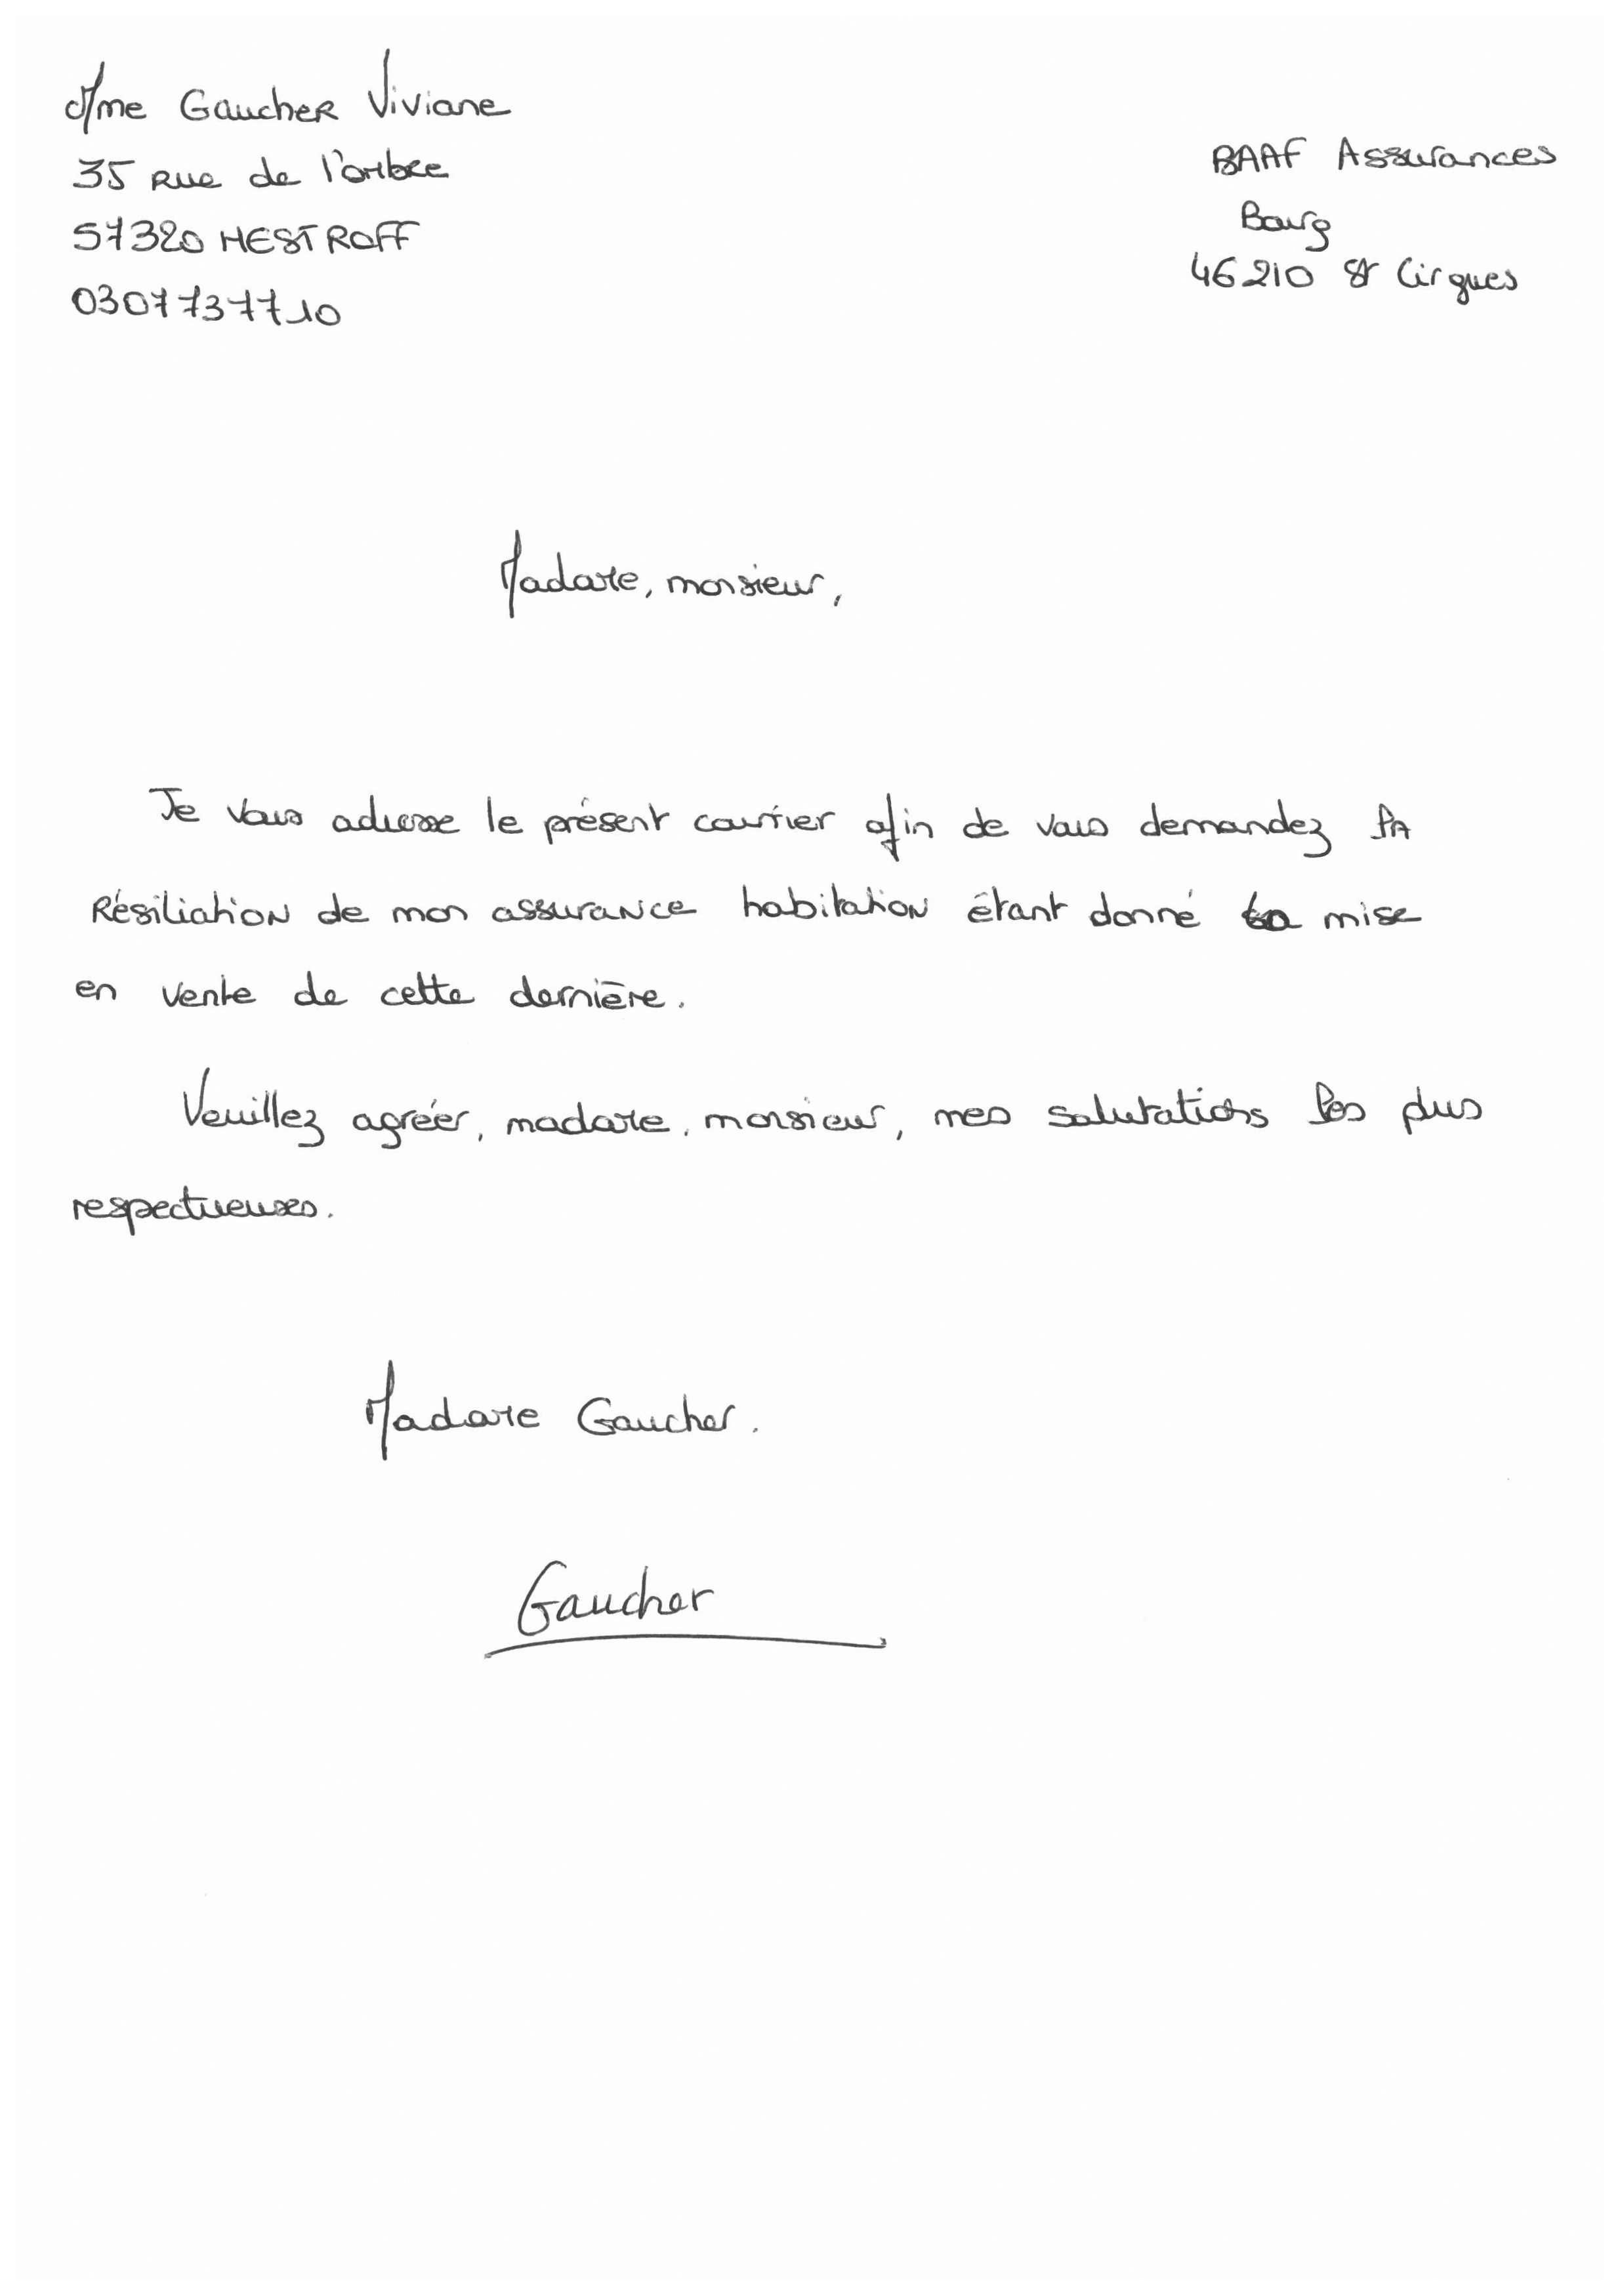 Mme Gaucher Viviane
35 rue de l'arbre
57320 HESTROFF
0307737710
BAAF Assurances
Bourg
46210 St Cirgues
Madame, monsieur,
Je vous adresse le présent courrier afin de vous demandez la
Résiliation de mon assurance habitation étant donné la mise
en vente de cette dernière.
Veuillez agréer, madame, monsieur, mes salutations les plus
respectueuses.
Madame Gaucher.
Gaucher